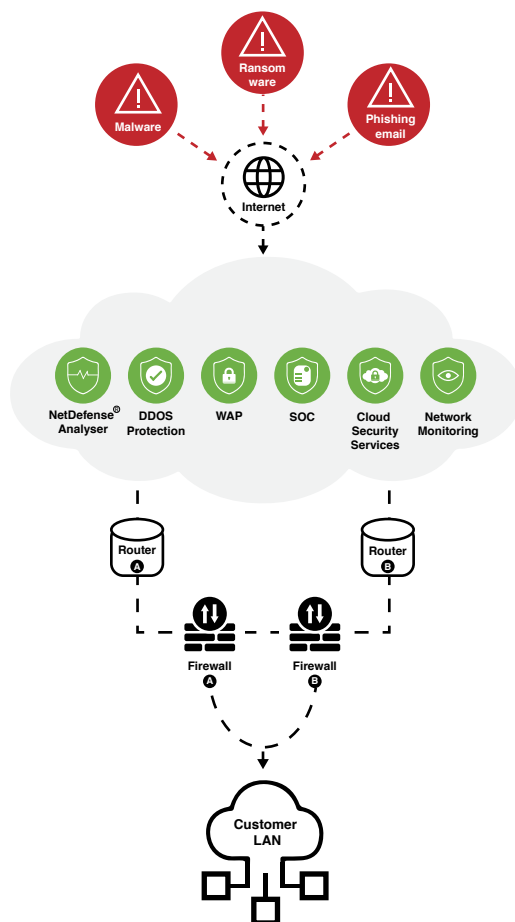 Ransom
ware
Malware
Phishing
email
Internet
NetDefense®
Analyser
DDOS
Protection
WAP
SOC
Cloud
Security
Services
Network
Monitoring
Router
A
Router
B
Firewall
A
Firewall
B
Customer
LAN